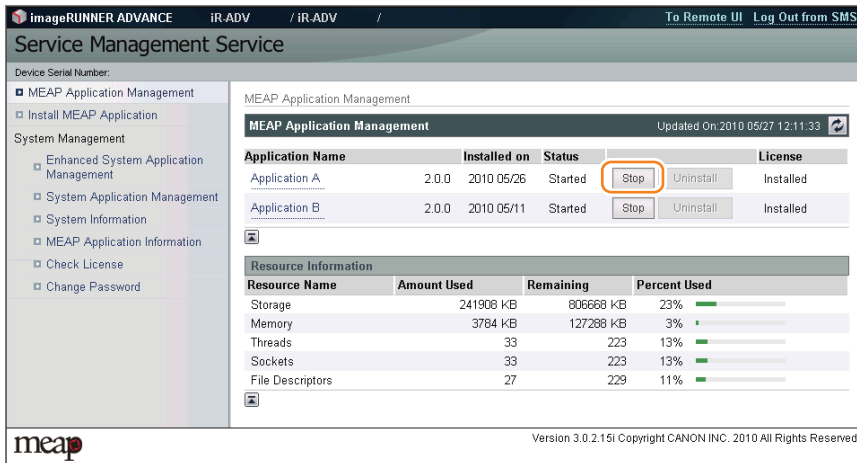 imageRUNNER ADVANCE iR-ADV / iR-ADV / To Remote UI Log Out from SMS
Service Management Service
Device Serial Number:
MEAP Application Management
Install MEAP Application
System Management
Enhanced System Application
Management
System Application Management
System Information
MEAP Application Information
Check License
Change Password
MEAP Application Management
MEAP Application Management Updated On:2010 05/27 12:11:33
Application Name Installed on Status License
Application A 2.0.0 2010 05/26 Started Stop Uninstall Installed
Application B 2.0.0 2010 05/11 Started Stop Uninstall Installed
Resource Information
Resource Name Amount Used Remaining Percent Used
Storage 241908 KB 806668 KB 23%
Memory 3784 KB 127288 KB 3%
Threads 33 223 13%
Sockets 33 223 13%
File Descriptors 27 229 11%
meap Version 3.0.2.15i Copyright CANON INC. 2010 All Rights Reserved